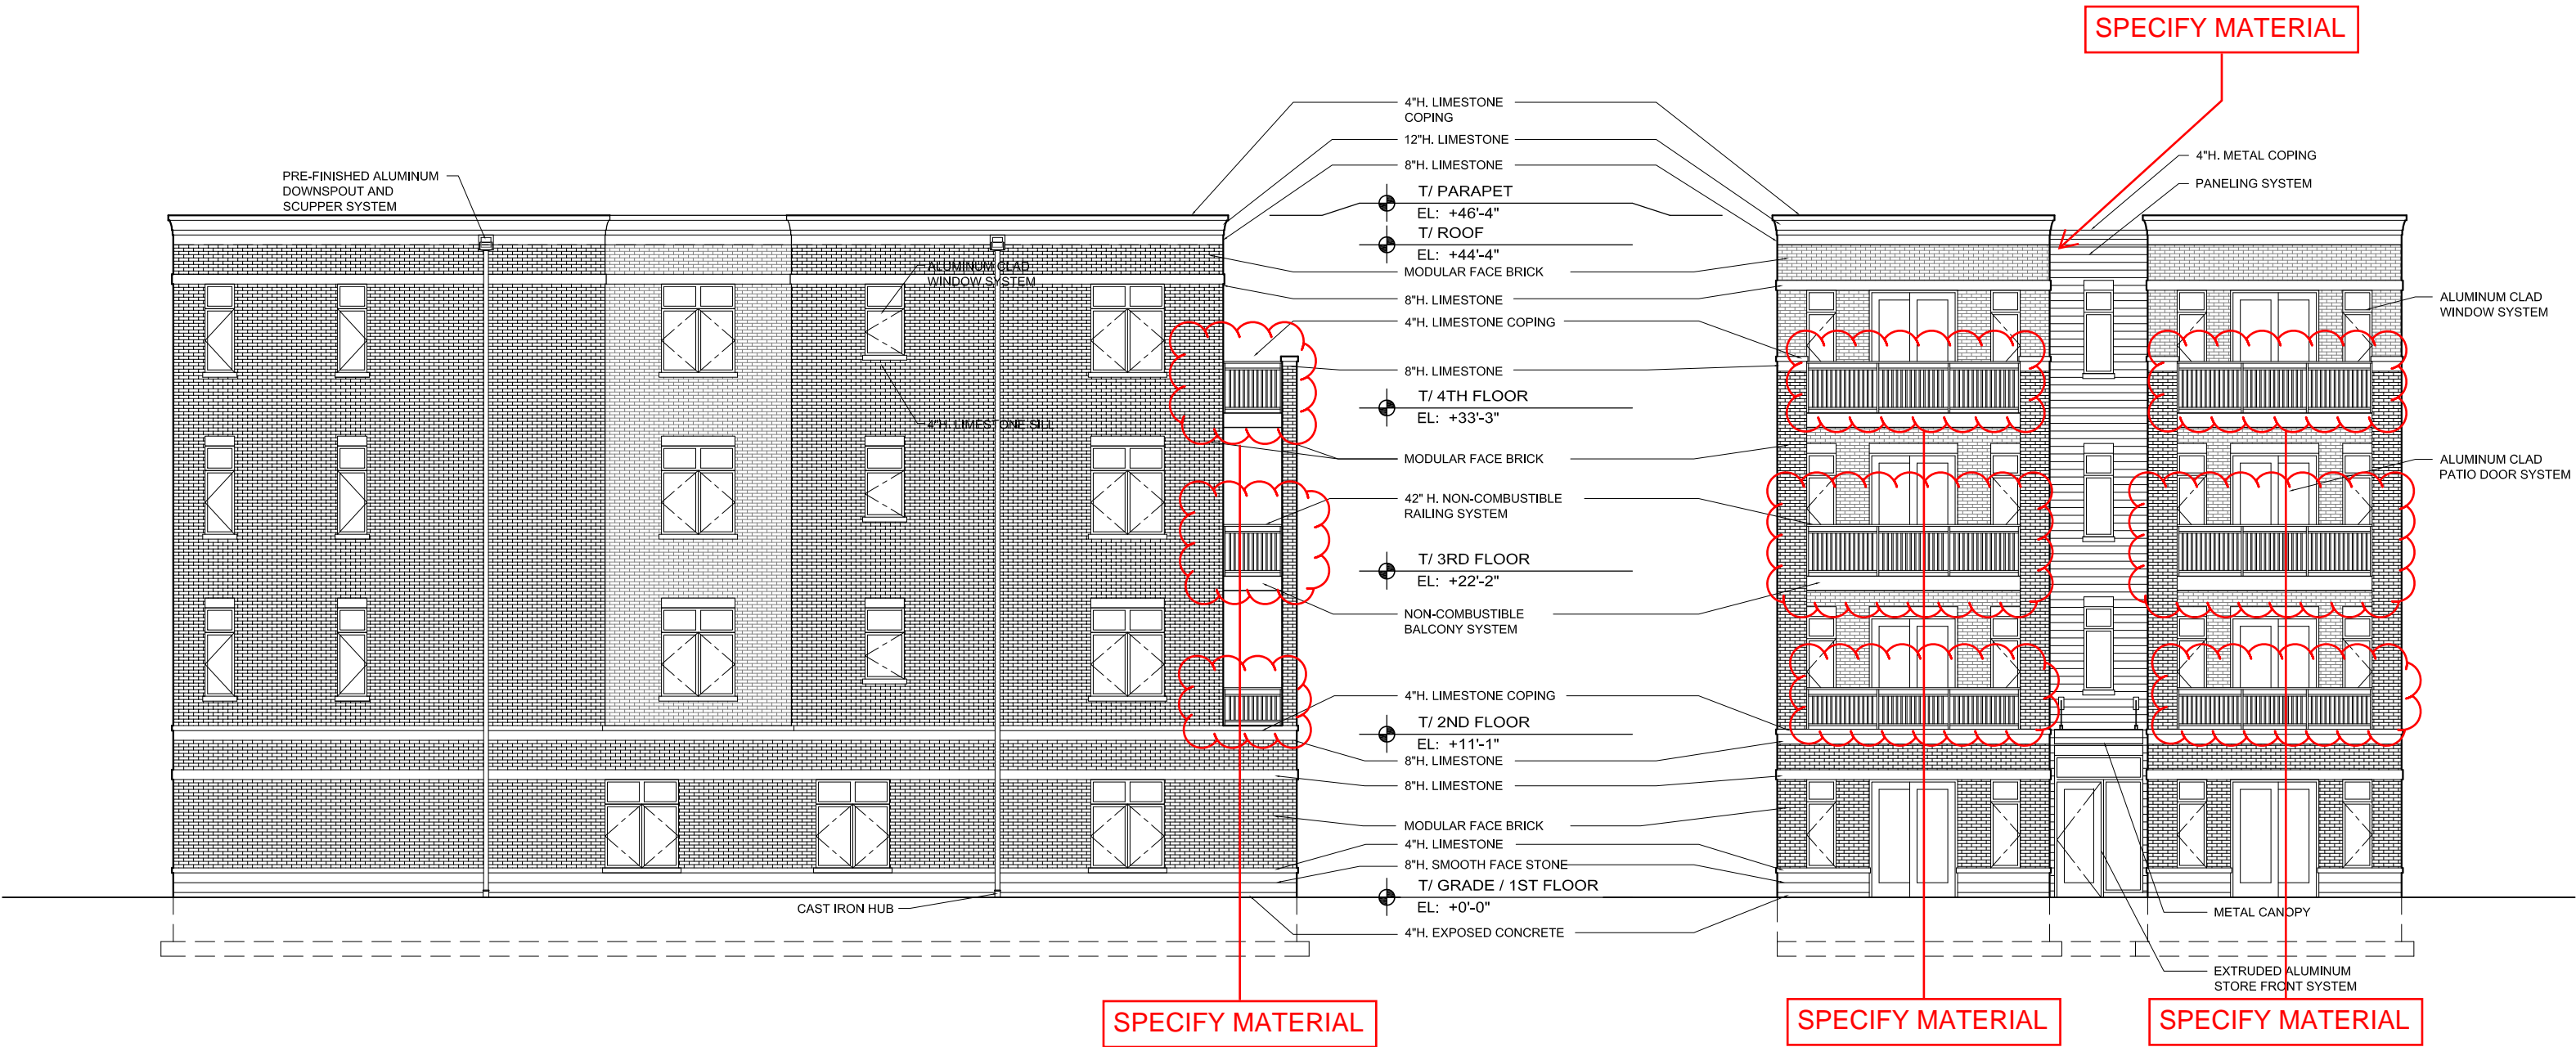 SPECIFY MATERIAL
4"H. LIMESTONE
COPING
12"H. LIMESTONE
8"H. LIMESTONE
4"H. METAL COPING
PANELING SYSTEM
PRE-FINISHED ALUMINUM
DOWNSPOUT AND
SCUPPER SYSTEM
T/ PARAPET
EL: +46'-4"
T/ ROOF
EL: +44'-4"
ALUMINUM CLAD
WINDOW SYSTEM
MODULAR FACE BRICK
8"H. LIMESTONE
4"H. LIMESTONE COPING
ALUMINUM CLAD
WINDOW SYSTEM
8"H. LIMESTONE
T/ 4TH FLOOR
EL: +33'-3"
4"H. LIMESTONE SILL
MODULAR FACE BRICK
ALUMINUM CLAD
PATIO DOOR SYSTEM
42" H. NON-COMBUSTIBLE
RAILING SYSTEM
T/ 3RD FLOOR
EL: +22'-2"
NON-COMBUSTIBLE
BALCONY SYSTEM
4"H. LIMESTONE COPING
T/ 2ND FLOOR
EL: +11'-1"
8"H. LIMESTONE
8"H. LIMESTONE
MODULAR FACE BRICK
4"H. LIMESTONE
8"H. SMOOTH FACE STONE
T/ GRADE / 1ST FLOOR
EL: +0'-0"
CAST IRON HUB
METAL CANOPY
4"H. EXPOSED CONCRETE
EXTRUDED ALUMINUM
STORE FRONT SYSTEM
SPECIFY MATERIAL
SPECIFY MATERIAL
SPECIFY MATERIAL